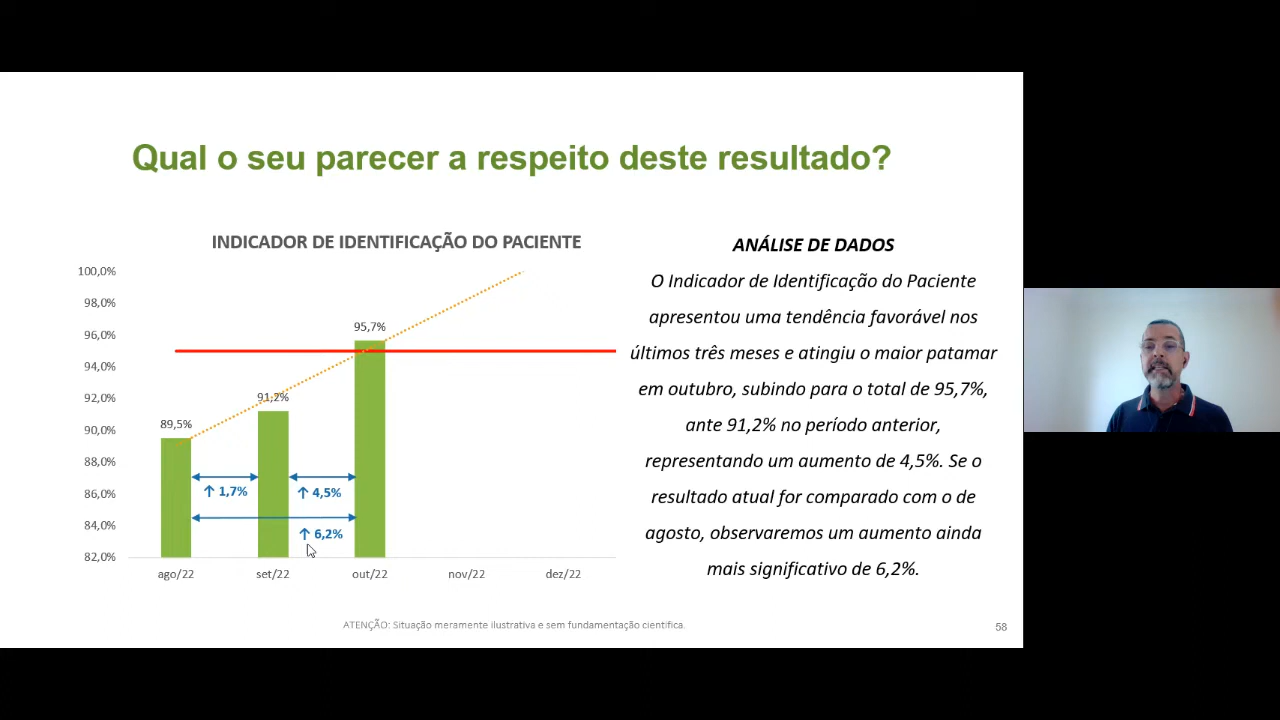 Qual o seu parecer a respeito deste resultado?
INDICADOR DE IDENTIFICAÇÃO DO PACIENTE
100,0%
98,0%
96,0%
94,0%
92,0%
90,0%
88,0%
86,0%
84,0%
82,0%
89,5%
91,2%
95,7%
↑ 1,7%
↑ 4,5%
↑ 6,2%
ago/22
set/22
out/22
nov/22
dez/22
ANÁLISE DE DADOS
O Indicador de Identificação do Paciente
apresentou uma tendência favorável nos
últimos três meses e atingiu o maior patamar
em outubro, subindo para o total de 95,7%,
ante 91,2% no período anterior,
representando um aumento de 4,5%. Se o
resultado atual for comparado com o de
agosto, observaremos um aumento ainda
mais significativo de 6,2%.
ATENÇÃO: Situação meramente ilustrativa e sem fundamentação científica.
58